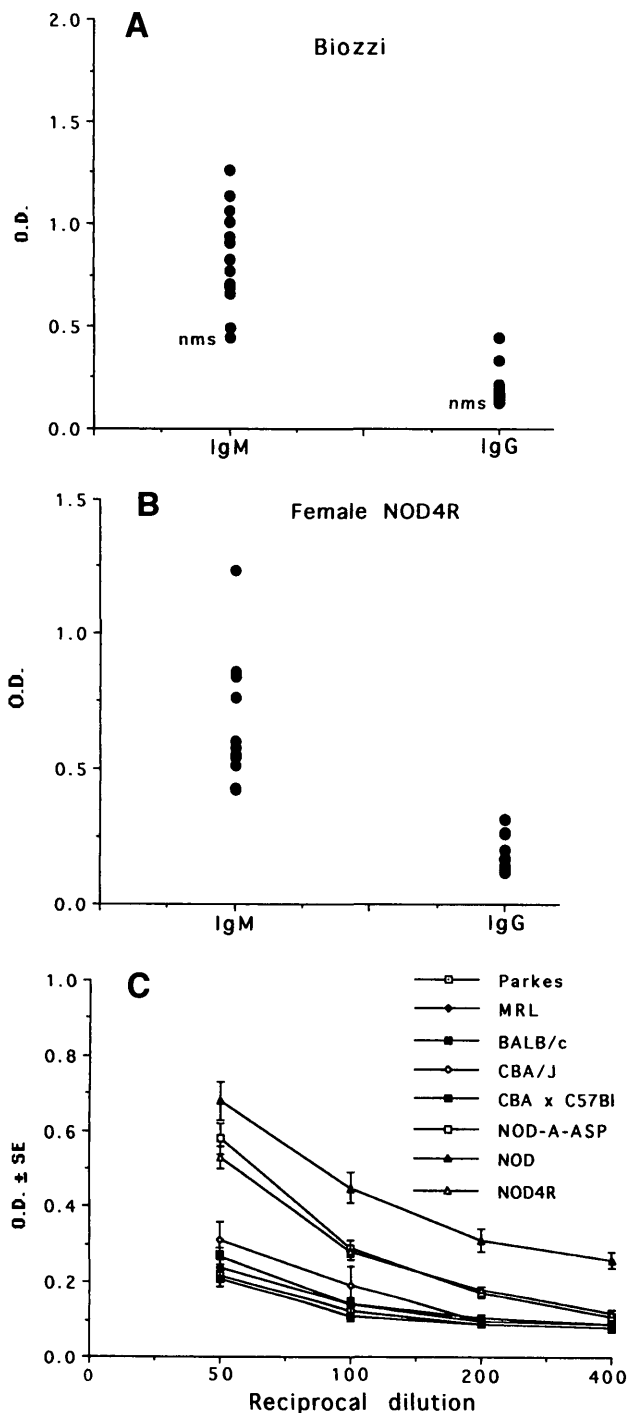 A
Biozzi
2.0
1.5
1.0
0.5
0.0
O.D.
nms
nms
IgM
IgG
B
Female NOD4R
1.5
1.0
0.5
0.0
O.D.
IgM
IgG
C
1.0
0.8
0.6
0.4
0.2
0.0
O.D. ± SE
Parkes
MRL
BALB/c
CBA/J
CBA x C57Bl
NOD-A-ASP
NOD
NOD4R
0
50
100
200
400
Reciprocal dilution